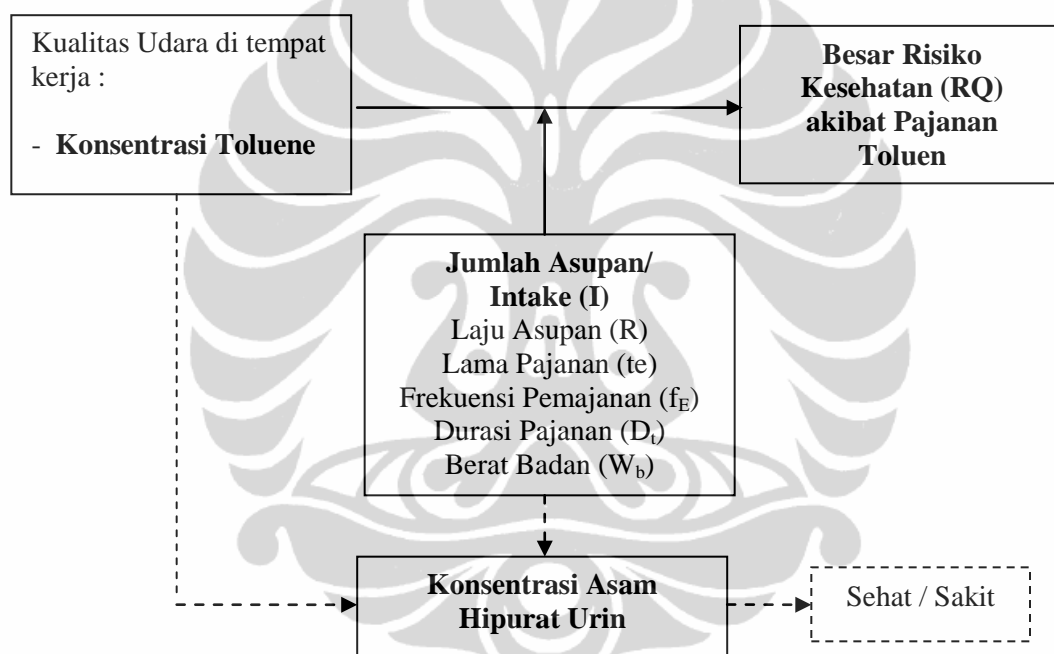 Kualitas Udara di tempat
kerja :
- Konsentrasi Toluene
Besar Risiko
Kesehatan (RQ)
akibat Pajanan
Toluen
Jumlah Asupan/
Intake (I)
Laju Asupan (R)
Lama Pajanan (te)
Frekuensi Pemajanan (fE)
Durasi Pajanan (Dt)
Berat Badan (Wb)
Konsentrasi Asam
Hipurat Urin
Sehat / Sakit